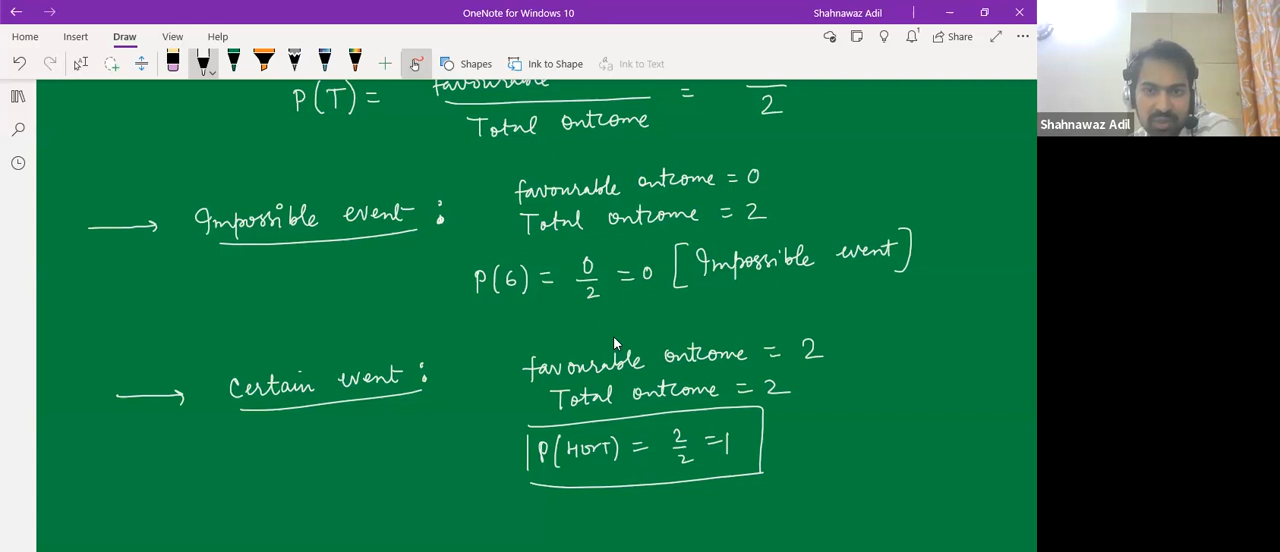 OneNote for Windows 10
Shahnawaz Adil
Home Insert Draw View Help
Share
Shapes
Ink to Shape
Ink to Text
Shahnawaz Adil
P(T) = favourable / Total outcome = / 2
Impossible event :
favourable outcome = 0
Total outcome = 2
P(6) = 0/2 = 0 [Impossible event]
Certain event :
favourable outcome = 2
Total outcome = 2
P(H or T) = 2/2 = 1